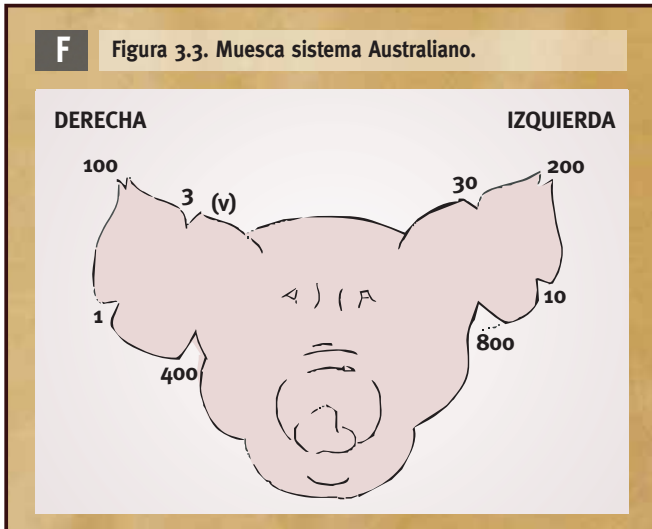 F Figura 3.3. Muesca sistema Australiano.
DERECHA IZQUIERDA
100 3 (v) 30 200
1 10
400 800